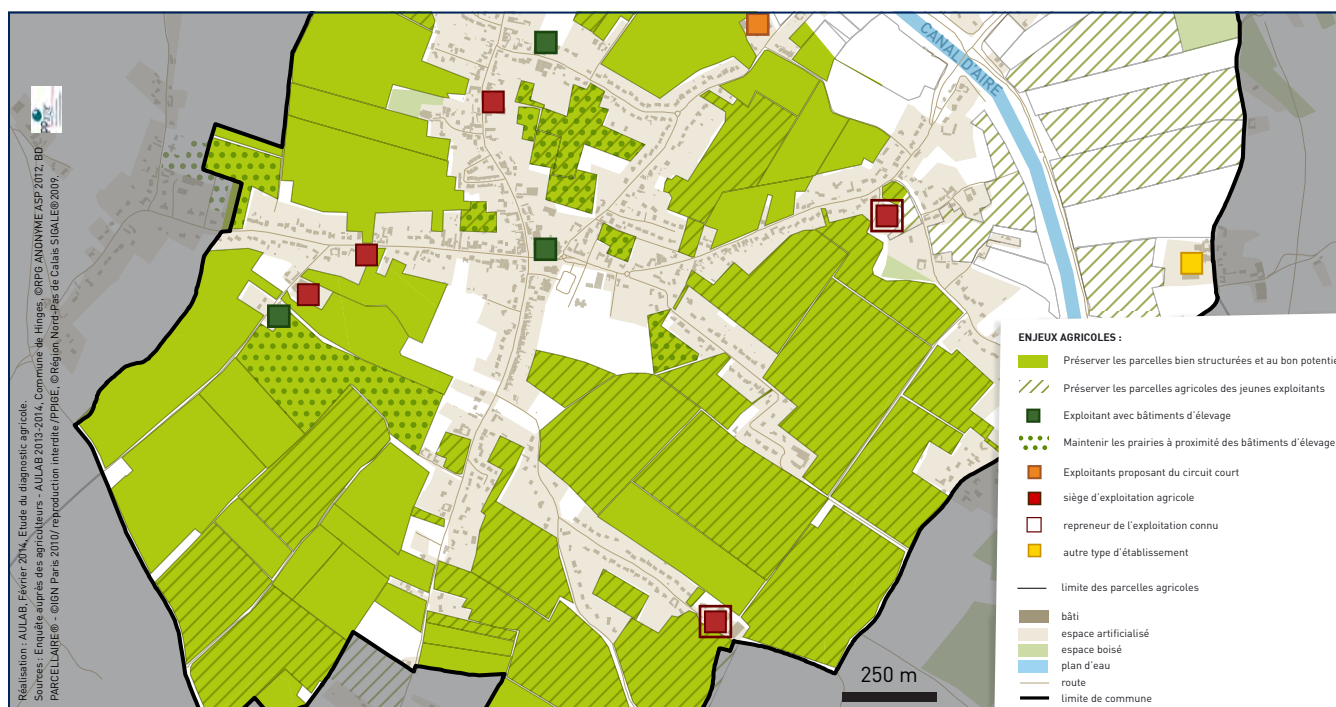 CANAL D'AIRE
Réalisation : AULAB, Février 2014, Etude du diagnostic agricole.
Sources : Enquête auprès des agriculteurs - AULAB 2013-2014, Commune de Hinges, ©RPG ANONYME ASP 2012, BD
PARCELLAIRE® - ©IGN Paris 2010/ reproduction interdite /PPIGE, ©Région Nord-Pas de Calais SIGALE®2009.
ENJEUX AGRICOLES :
Préserver les parcelles bien structurées et au bon potentie
Préserver les parcelles agricoles des jeunes exploitants
Exploitant avec bâtiments d'élevage
Maintenir les prairies à proximité des bâtiments d'élevage
Exploitants proposant du circuit court
siège d'exploitation agricole
repreneur de l'exploitation connu
autre type d'établissement
limite des parcelles agricoles
bâti
espace artificialisé
espace boisé
plan d'eau
route
limite de commune
250 m